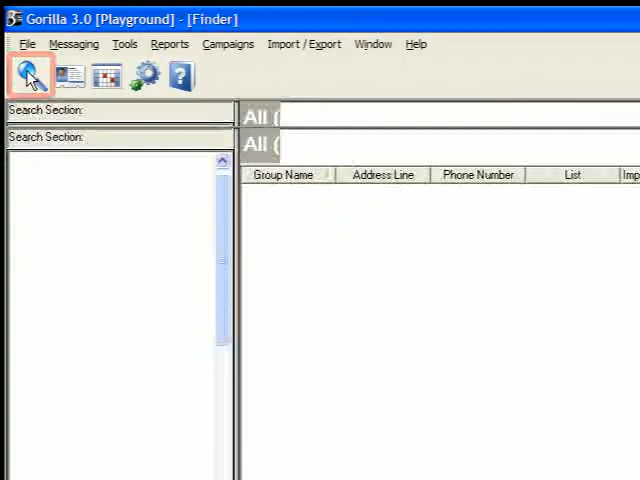 Gorilla 3.0 [Playground] - [Finder]
File Messaging Tools Reports Campaigns Import / Export Window Help
Search Section:
All (
Search Section:
All (
Group Name Address Line Phone Number List Imp